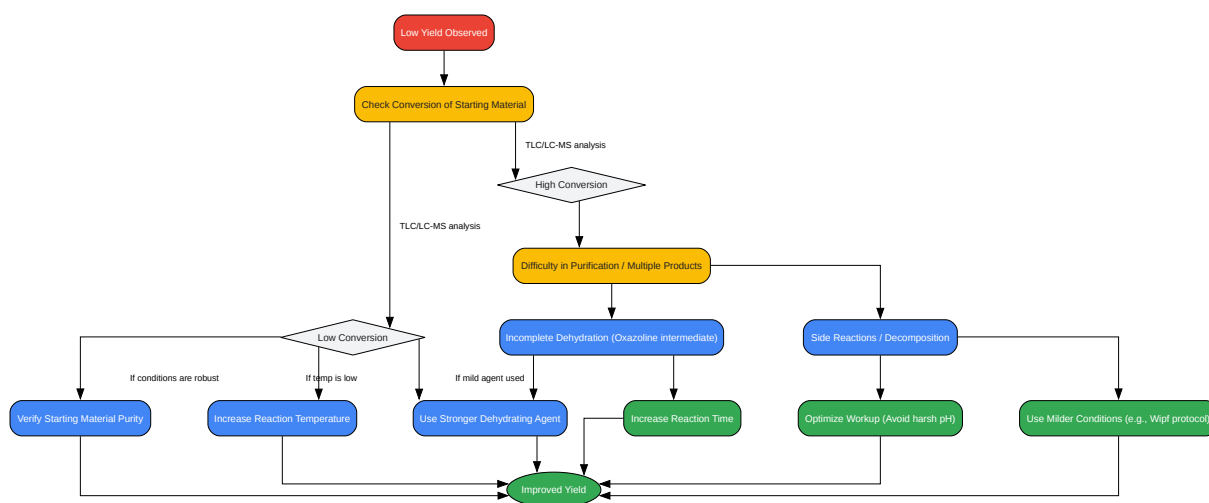 Low Yield Observed
Check Conversion of Starting Material
TLC/LC-MS analysis
High Conversion
TLC/LC-MS analysis
Difficulty in Purification / Multiple Products
Low Conversion
Incomplete Dehydration (Oxazoline intermediate)
Side Reactions / Decomposition
If conditions are robust
If temp is low
If mild agent used
Verify Starting Material Purity
Increase Reaction Temperature
Use Stronger Dehydrating Agent
Increase Reaction Time
Optimize Workup (Avoid harsh pH)
Use Milder Conditions (e.g., Wipf protocol)
Improved Yield